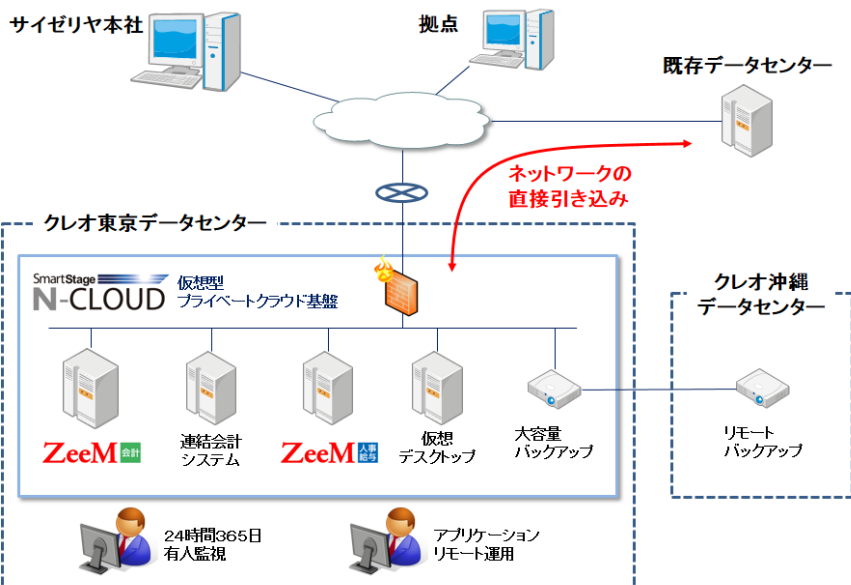 サイゼリヤ本社
拠点
既存データセンター
ネットワークの
直接引き込み
クレオ東京データセンター
SmartStage
N-CLOUD
仮想型
プライベートクラウド基盤
クレオ沖縄
データセンター
ZeeM 会計
連結会計
システム
ZeeM 人事
給与
仮想
デスクトップ
大容量
バックアップ
リモート
バックアップ
24時間365日
有人監視
アプリケーション
リモート運用